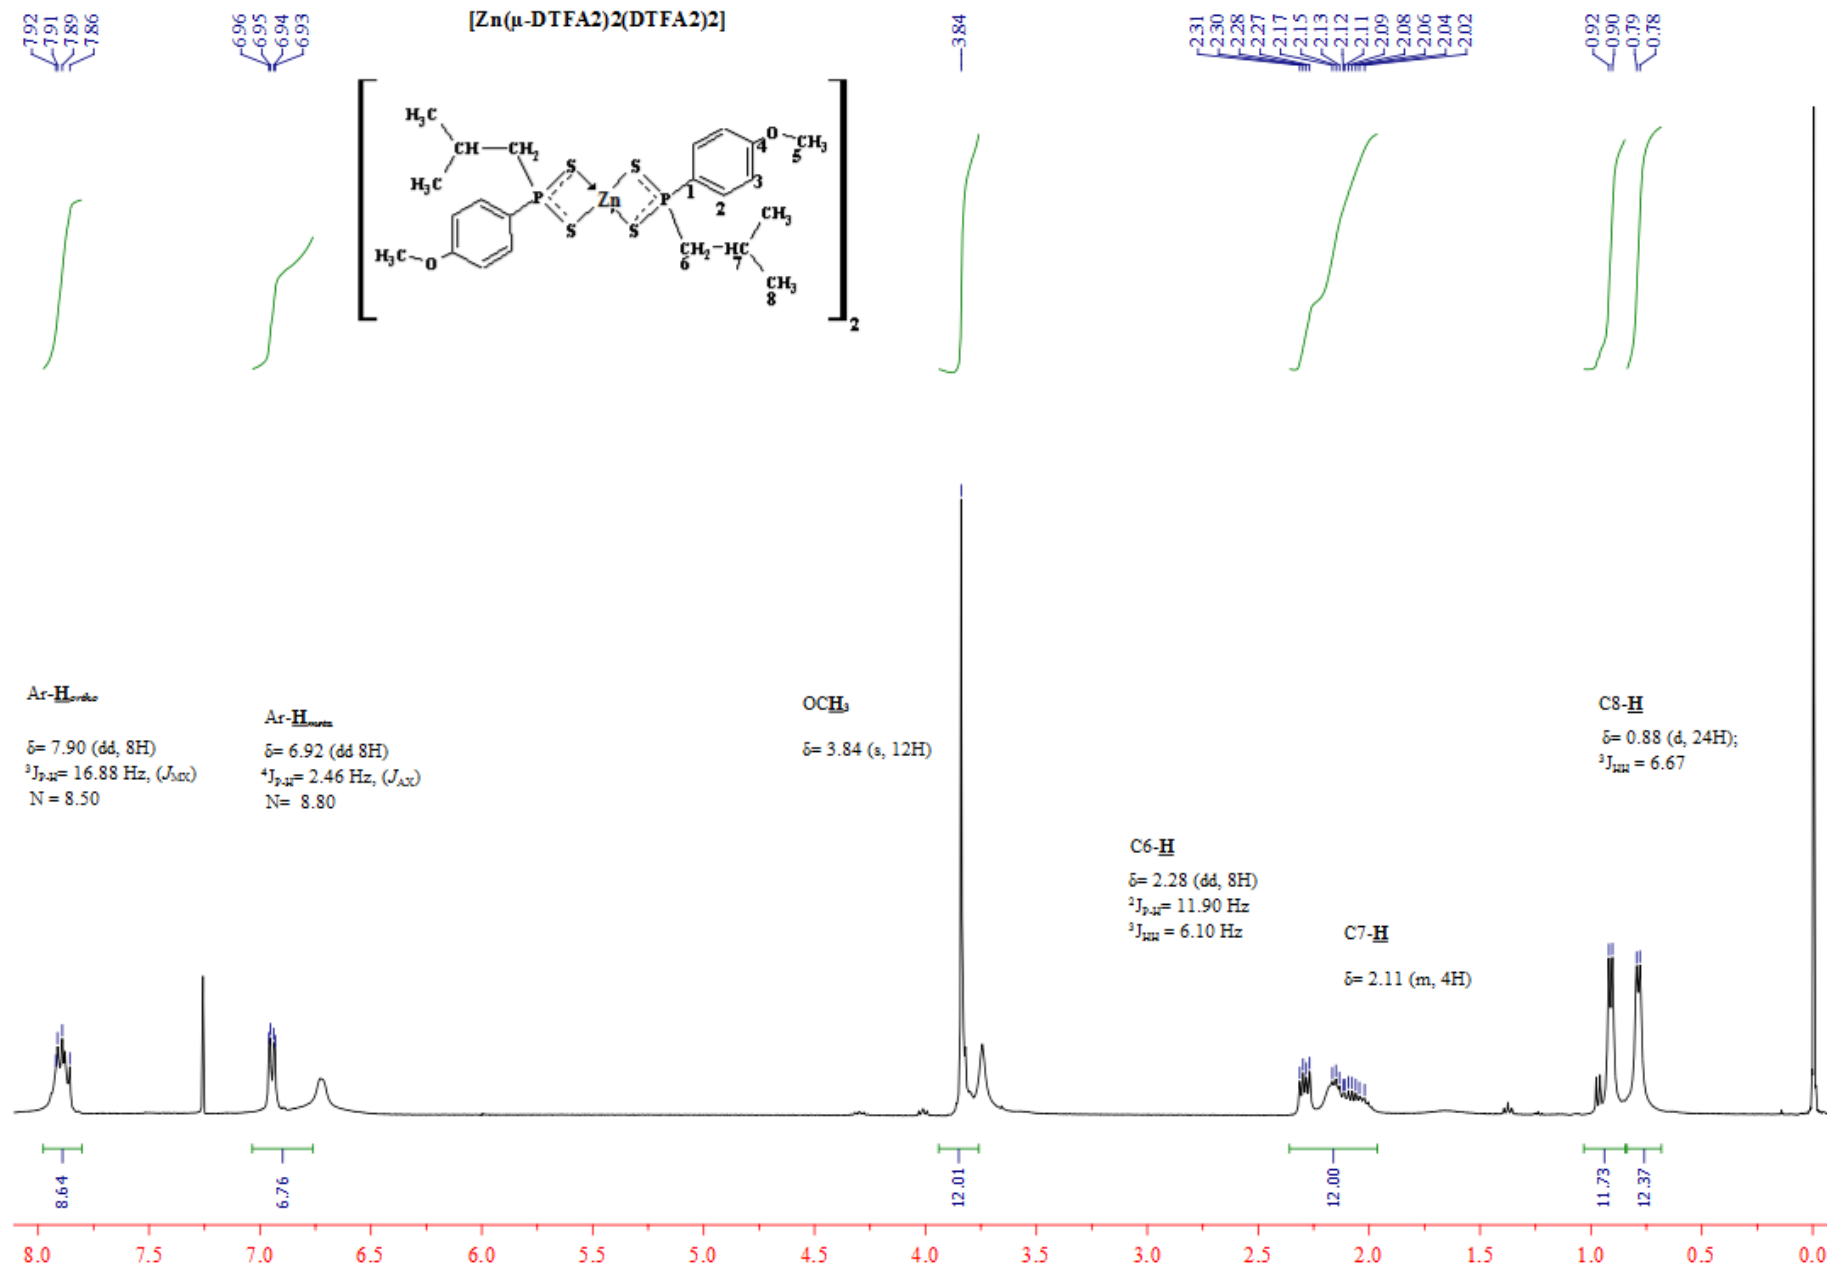 [Zn(µ-DTFA2)2(DTFA2)2]
7.92
7.91
7.89
7.86
6.96
6.95
6.94
6.93
3.84
2.31
2.30
2.28
2.27
2.17
2.15
2.13
2.12
2.11
2.09
2.08
2.06
2.04
2.02
0.92
0.90
0.79
0.78
H₃C
CH
CH₂
H₃C
S
S
P
Zn
P
S
S
H₃C
O
O
CH₃
4
5
3
1
2
CH₃
CH₂
HC
6
7
CH₃
8
2
Ar-Hortho
δ= 7.90 (dd, 8H)
³JP-H= 16.88 Hz, (JMX)
N = 8.50
Ar-Hmeta
δ= 6.92 (dd 8H)
⁴JP-H= 2.46 Hz, (JAX)
N= 8.80
OCH₃
δ= 3.84 (s, 12H)
C6-H
δ= 2.28 (dd, 8H)
²JP-H= 11.90 Hz
³JHH = 6.10 Hz
C7-H
δ= 2.11 (m, 4H)
C8-H
δ= 0.88 (d, 24H);
³JHH = 6.67
8.64
6.76
12.01
12.00
11.73
12.37
8.0 7.5 7.0 6.5 6.0 5.5 5.0 4.5 4.0 3.5 3.0 2.5 2.0 1.5 1.0 0.5 0.0